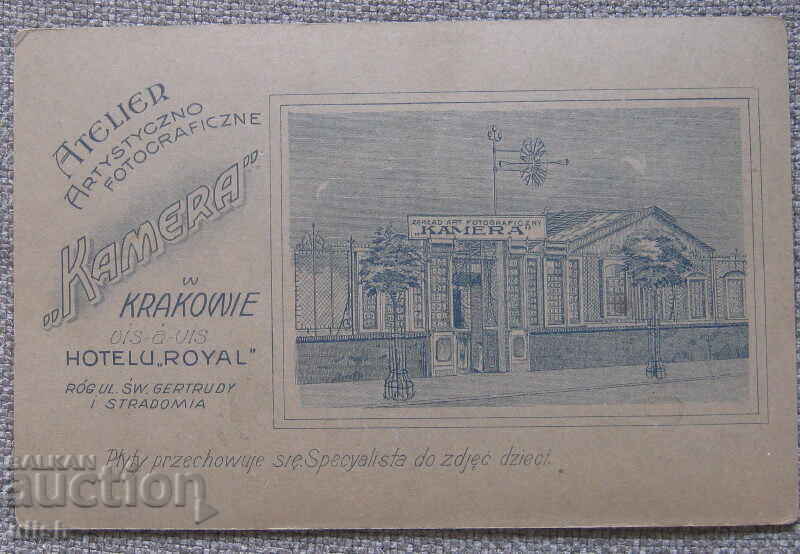 ATELIER
ARTYSTYCZNO
FOTOGRAFICZNE
„KAMERA”
W
KRAKOWIE
vis-à-vis
HOTELU „ROYAL”
RÓG UL. ŚW. GERTRUDY
I STRADOMIA
ZAKŁAD ART. FOTOGRAFICZNY
„KAMERA”
Płyty przechowuje się. Specyalista do zdjęć dzieci.
BALKAN
auction